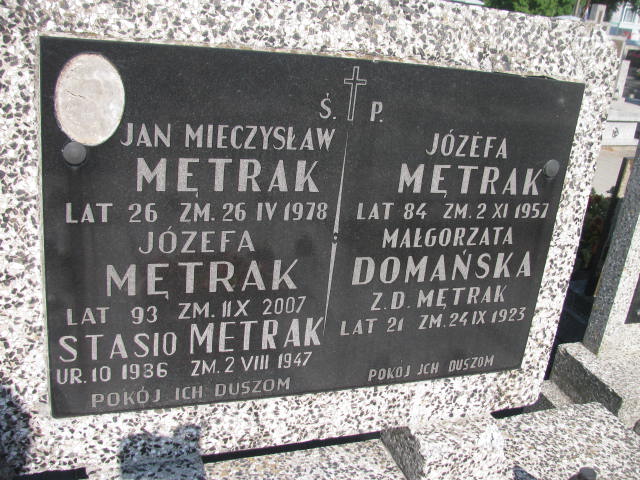 Ś. P.
JAN MIECZYSŁAW
MĘTRAK
LAT 26 ZM. 26 IV 1978
JÓZEFA
MĘTRAK
LAT 93 ZM. 11 X 2007
STASIO METRAK
UR. 10 1936 ZM. 2 VIII 1947
POKÓJ ICH DUSZOM
JÓZEFA
MĘTRAK
LAT 84 ZM. 2 XI 1957
MAŁGORZATA
DOMAŃSKA
Z.D. MĘTRAK
LAT 21 ZM. 24 IX 1923
POKÓJ JCH DUSZOM